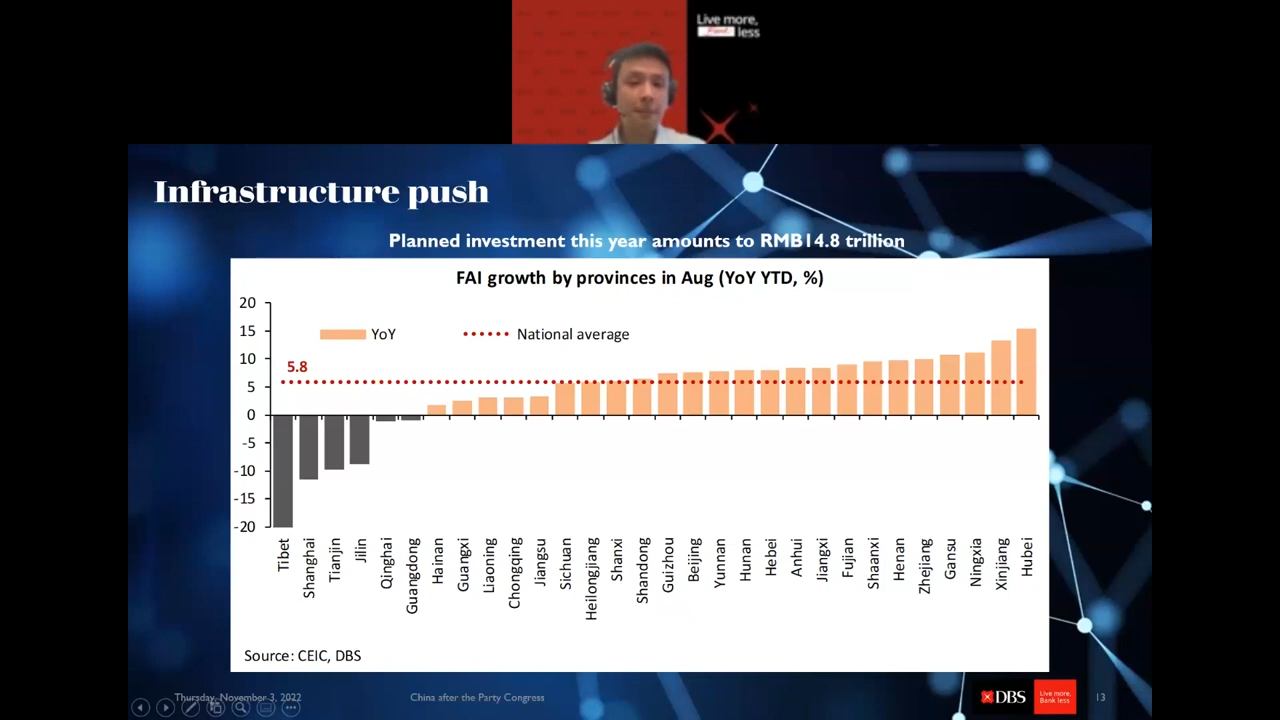 Live more,
less
Infrastructure push
Planned investment this year amounts to RMB14.8 trillion
FAI growth by provinces in Aug (YoY YTD, %)
20
15
10
5
0
-5
-10
-15
-20
YoY
National average
5.8
Tibet
Shanghai
Tianjin
Jilin
Qinghai
Guangdong
Hainan
Guangxi
Liaoning
Chongqing
Jiangsu
Sichuan
Heilongjiang
Shanxi
Shandong
Guizhou
Beijing
Yunnan
Hunan
Hebei
Anhui
Jiangxi
Fujian
Shaanxi
Henan
Zhejiang
Gansu
Ningxia
Xinjiang
Hubei
Source: CEIC, DBS
Thursday, November 3, 2022
China after the Party Congress
DBS
Live more,
Bank less
13